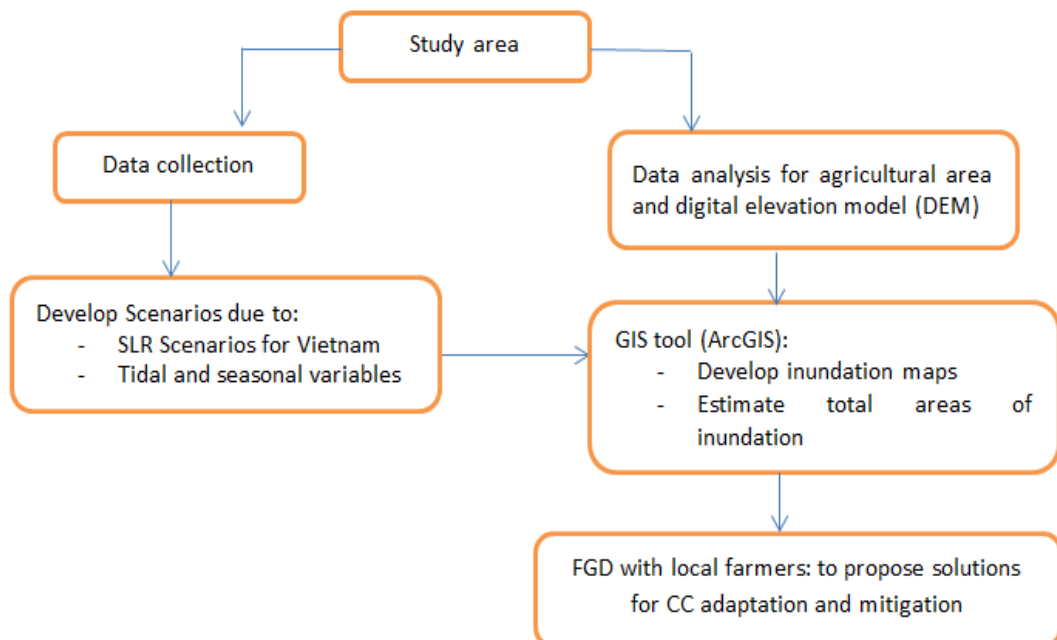 Study area
Data collection
Data analysis for agricultural area
and digital elevation model (DEM)
Develop Scenarios due to:
- SLR Scenarios for Vietnam
- Tidal and seasonal variables
GIS tool (ArcGIS):
- Develop inundation maps
- Estimate total areas of
inundation
FGD with local farmers: to propose solutions
for CC adaptation and mitigation